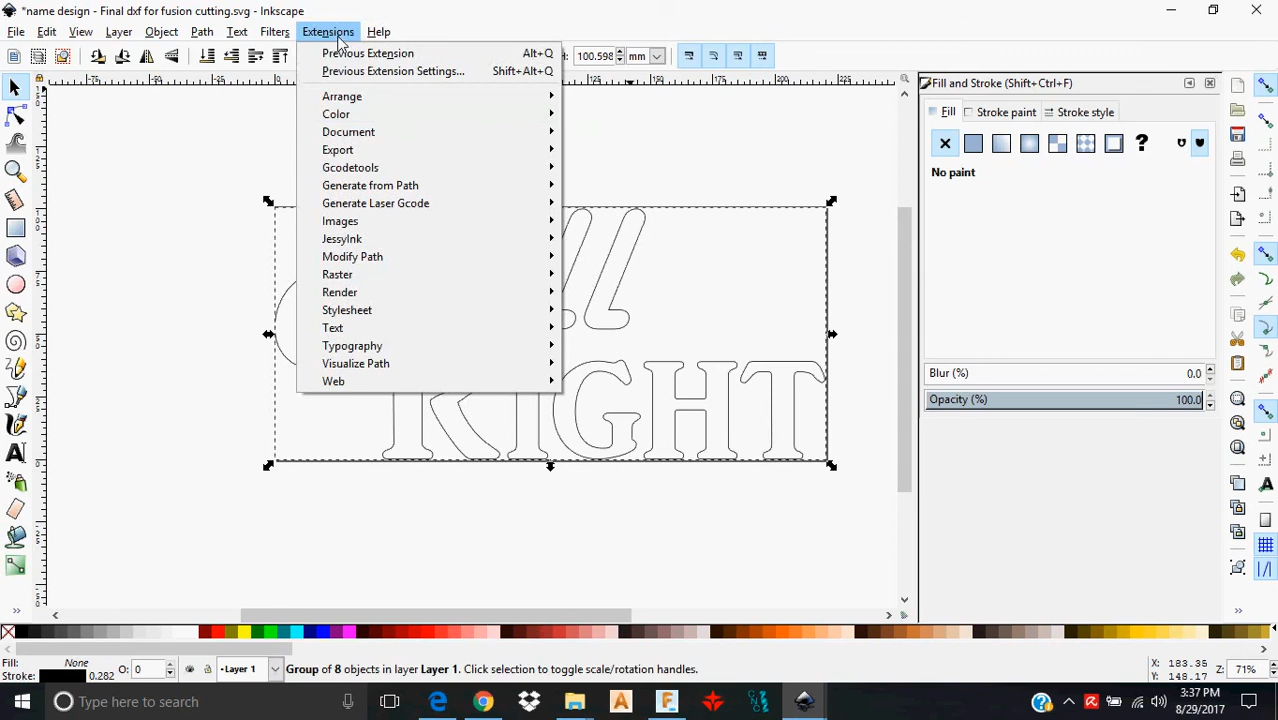 *name design - Final dxf for fusion cutting.svg - Inkscape
File Edit View Layer Object Path Text Filters Extensions Help
H: 100.598 mm
Previous Extension Alt+Q
Previous Extension Settings... Shift+Alt+Q
Arrange
Color
Document
Export
Gcodetools
Generate from Path
Generate Laser Gcode
Images
JessyInk
Modify Path
Raster
Render
Stylesheet
Text
Typography
Visualize Path
Web
RIGHT
Fill and Stroke (Shift+Ctrl+F)
Fill Stroke paint Stroke style
No paint
Blur (%) 0.0
Opacity (%) 100.0
Fill: None
Stroke: 0.282 O: 0 Layer 1 Group of 8 objects in layer Layer 1. Click selection to toggle scale/rotation handles. X: 183.35 Y: 148.17 Z: 71%
Type here to search
3:37 PM
8/29/2017